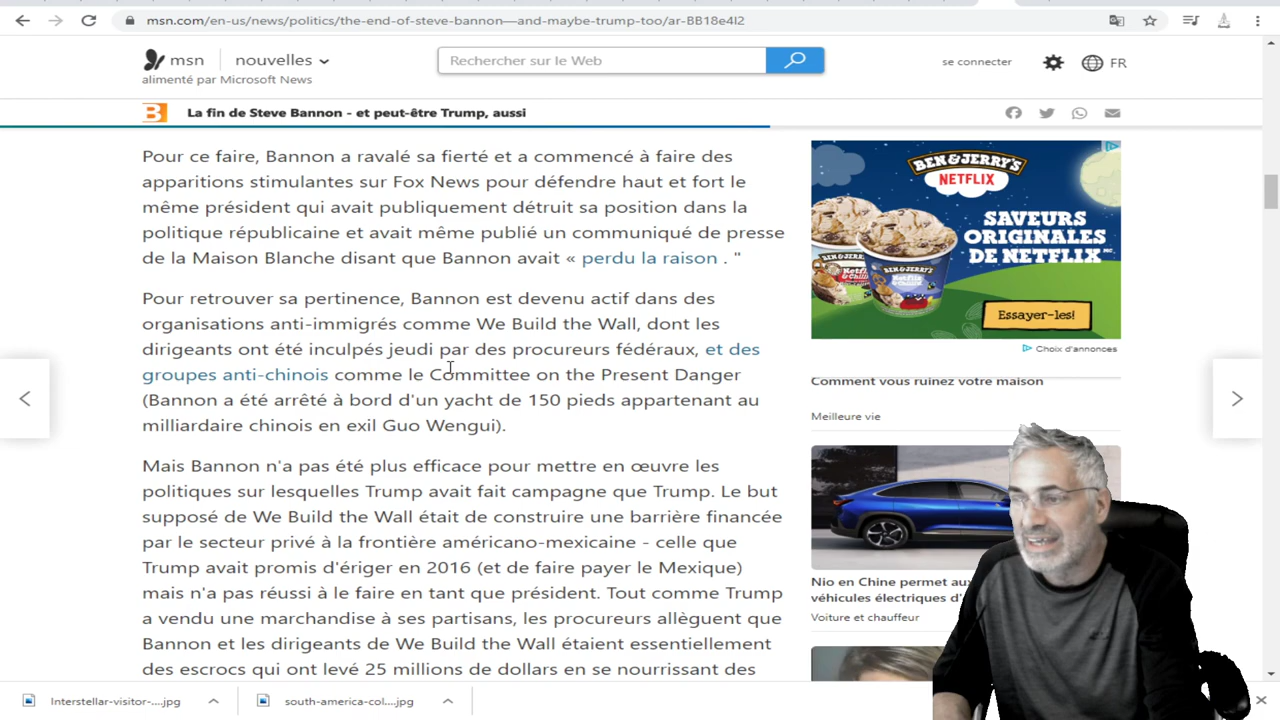 msn.com/en-us/news/politics/the-end-of-steve-bannon—and-maybe-trump-too/ar-BB18e4I2
msn
nouvelles
alimenté par Microsoft News
Rechercher sur le Web
se connecter
FR
La fin de Steve Bannon - et peut-être Trump, aussi
Pour ce faire, Bannon a ravalé sa fierté et a commencé à faire des
apparitions stimulantes sur Fox News pour défendre haut et fort le
même président qui avait publiquement détruit sa position dans la
politique républicaine et avait même publié un communiqué de presse
de la Maison Blanche disant que Bannon avait « perdu la raison . "
Pour retrouver sa pertinence, Bannon est devenu actif dans des
organisations anti-immigrés comme We Build the Wall, dont les
dirigeants ont été inculpés jeudi par des procureurs fédéraux, et des
groupes anti-chinois comme le Committee on the Present Danger
(Bannon a été arrêté à bord d'un yacht de 150 pieds appartenant au
milliardaire chinois en exil Guo Wengui).
Mais Bannon n'a pas été plus efficace pour mettre en œuvre les
politiques sur lesquelles Trump avait fait campagne que Trump. Le but
supposé de We Build the Wall était de construire une barrière financée
par le secteur privé à la frontière américano-mexicaine - celle que
Trump avait promis d'ériger en 2016 (et de faire payer le Mexique)
mais n'a pas réussi à le faire en tant que président. Tout comme Trump
a vendu une marchandise à ses partisans, les procureurs allèguent que
Bannon et les dirigeants de We Build the Wall étaient essentiellement
des escrocs qui ont levé 25 millions de dollars en se nourrissant des
BEN & JERRY'S
NETFLIX
SAVEURS
ORIGINALES
DE NETFLIX
Essayer-les!
Choix d'annonces
Comment vous ruinez votre maison
Meilleure vie
Nio en Chine permet aux
véhicules électriques d'
Voiture et chauffeur
Interstellar-visitor-....jpg
south-america-col....jpg